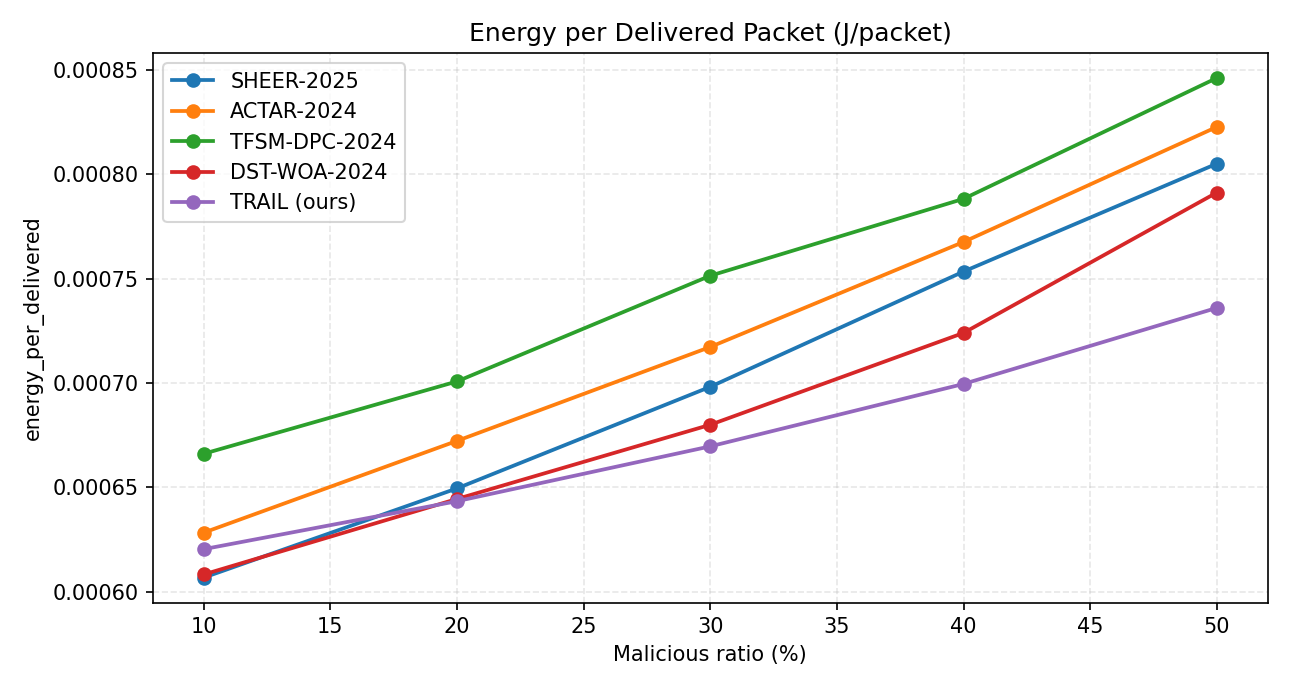 Energy per Delivered Packet (J/packet)
energy_per_delivered
0.00085
0.00080
0.00075
0.00070
0.00065
0.00060
SHEER-2025
ACTAR-2024
TFSM-DPC-2024
DST-WOA-2024
TRAIL (ours)
10 15 20 25 30 35 40 45 50
Malicious ratio (%)